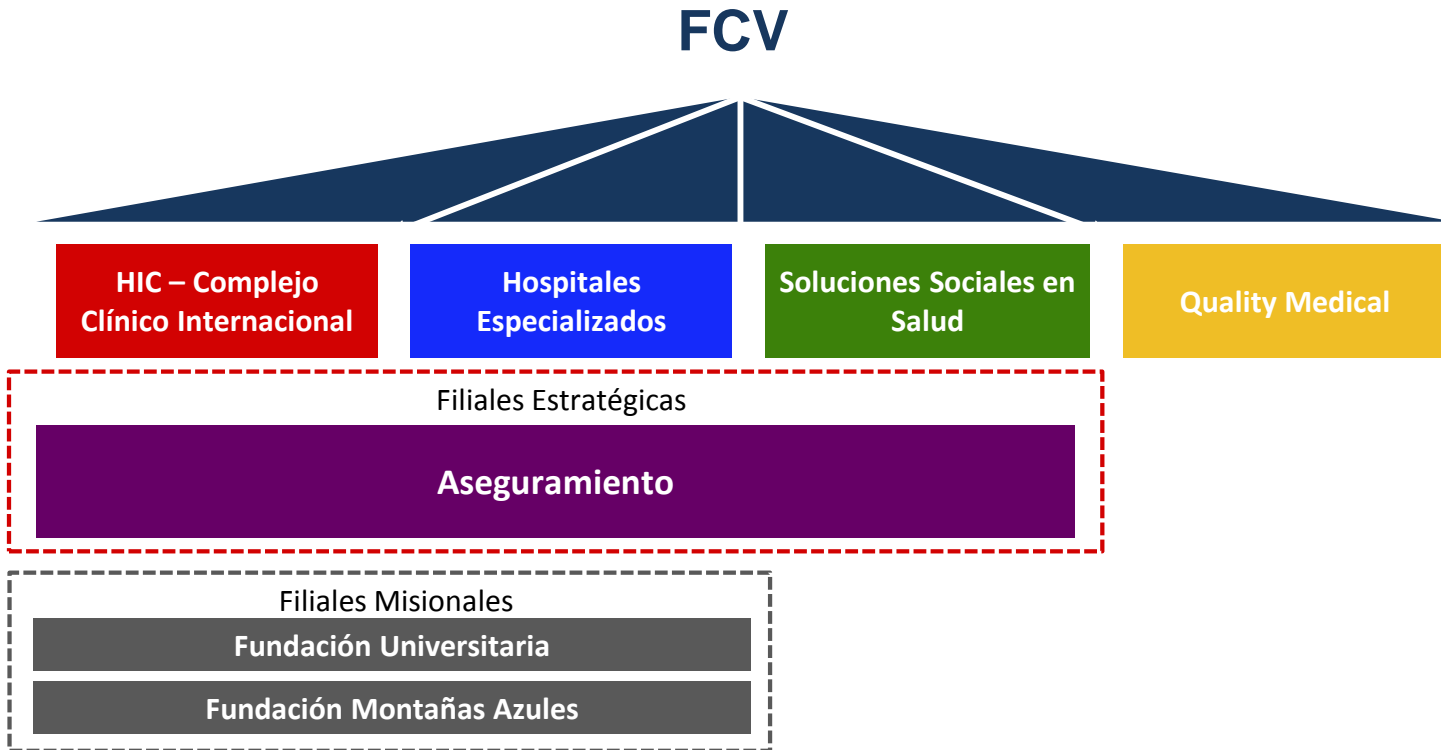 FCV
HIC – Complejo
Clínico Internacional
Hospitales
Especializados
Soluciones Sociales en
Salud
Quality Medical
Filiales Estratégicas
Aseguramiento
Filiales Misionales
Fundación Universitaria
Fundación Montañas Azules